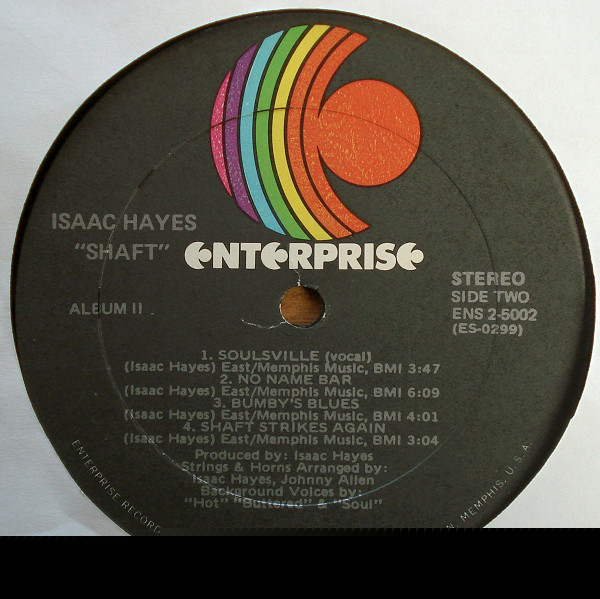 ENTERPRISE
ISAAC HAYES
"SHAFT"
ALBUM II
STEREO
SIDE TWO
ENS 2-5002
(ES-0299)
1. SOULSVILLE (vocal)
(Isaac Hayes) East/Memphis Music, BMI 3:47
2. NO NAME BAR
(Isaac Hayes) East/Memphis Music, BMI 6:09
3. BUMBY'S BLUES
(Isaac Hayes) East/Memphis Music, BMI 4:01
4. SHAFT STRIKES AGAIN
(Isaac Hayes) East/Memphis Music, BMI 3:04
Produced by: Isaac Hayes
Strings & Horns Arranged by:
Isaac Hayes, Johnny Allen
Background Voices by:
"Hot" "Buttered" & "Soul"
ENTERPRISE RECORD
N, MEMPHIS, U.S.A.